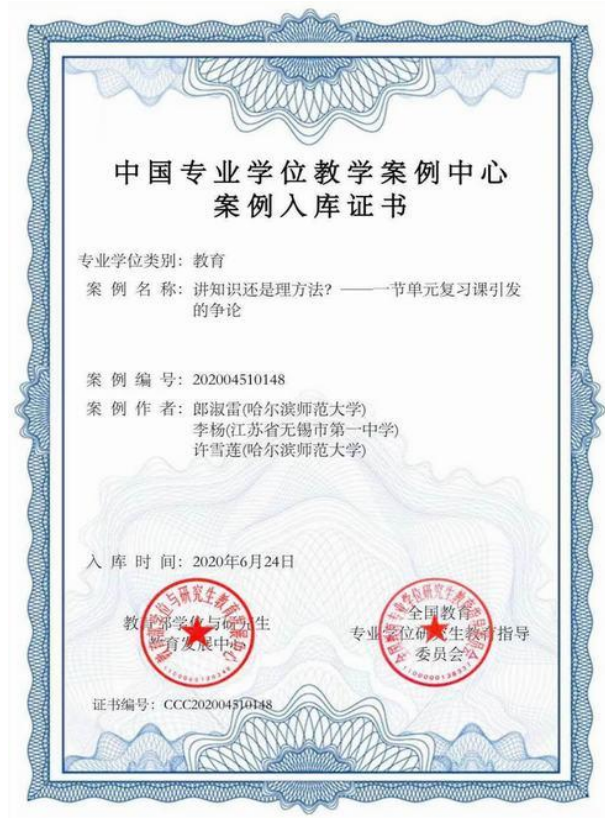 中国专业学位教学案例中心
案例入库证书
专业学位类别：教育
案例名称：讲知识还是理方法？——一节单元复习课引发
的争论
案例编号：202004510148
案例作者：郎淑雷(哈尔滨师范大学)
李杨(江苏省无锡市第一中学)
许雪莲(哈尔滨师范大学)
入库时间：2020年6月24日
教育部学位与研究生
教育发展中心
全国教育
专业学位研究生教育指导
委员会
证书编号：CCC202004510148